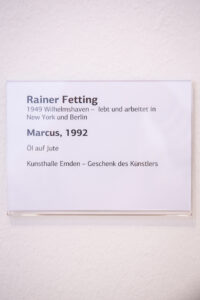 Rainer Fetting
1949 Wilhelmshaven – lebt und arbeitet in
New York und Berlin
Marcus, 1992
Öl auf Jute
Kunsthalle Emden – Geschenk des Künstlers